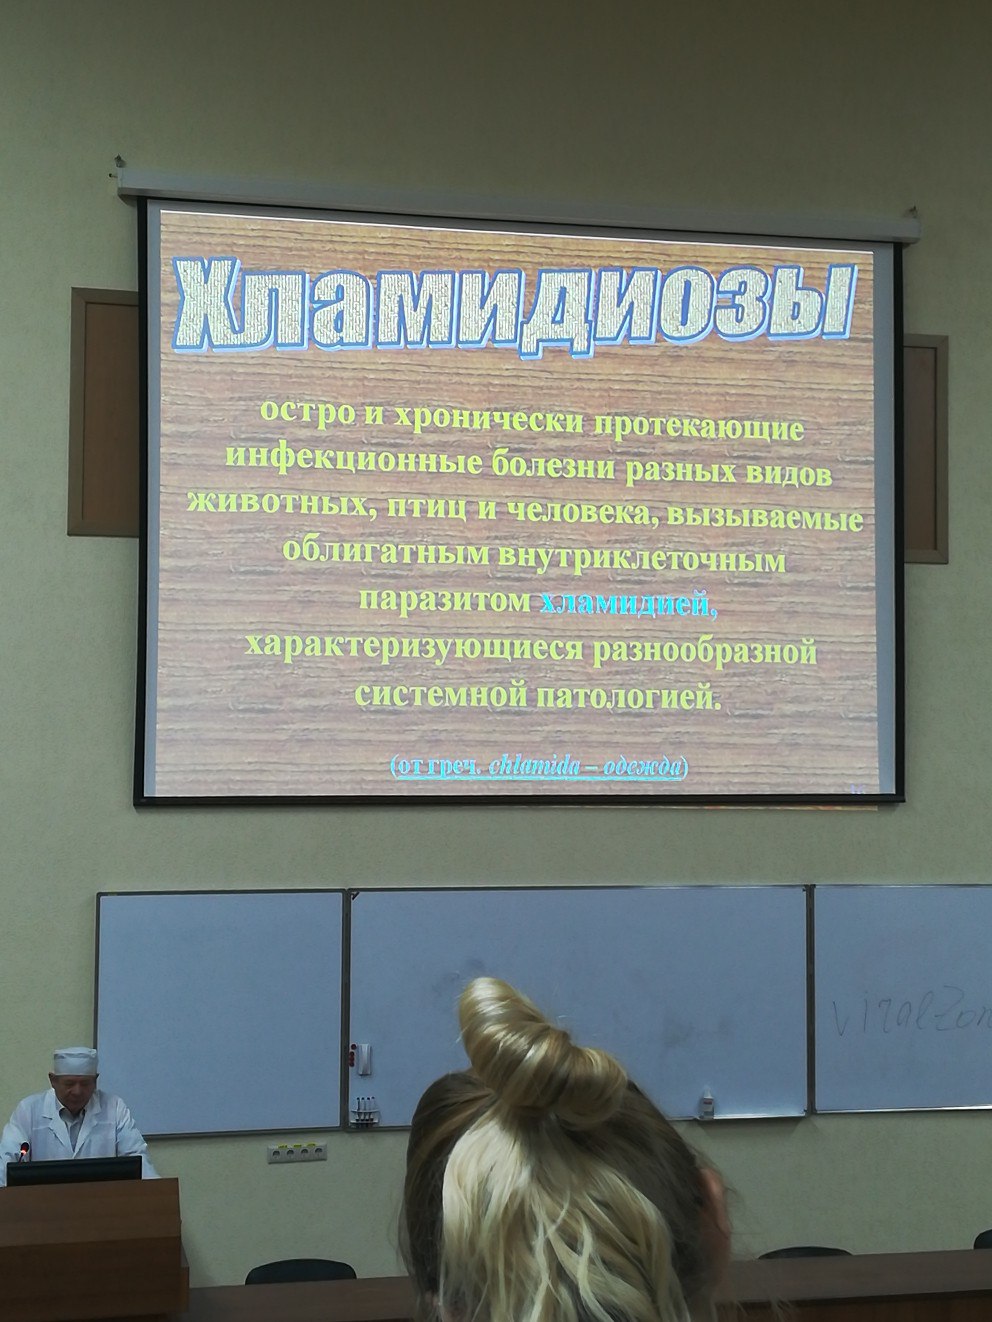 Хламидиозы
остро и хронически протекающие
инфекционные болезни разных видов
животных, птиц и человека, вызываемые
облигатным внутриклеточным
паразитом хламидией,
характеризующиеся разнообразной
системной патологией.
(от греч. chlamida – одежда)